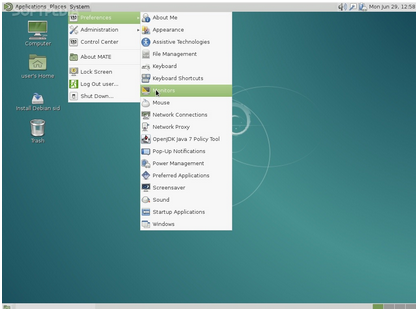 Applications Places System
Mon Jun 29, 12:58
SOFTPEDIA
Computer
user's Home
Install Debian sid
Trash
Preferences
Administration
Control Center
About MATE
Lock Screen
Log Out user...
Shut Down...
About Me
Appearance
Assistive Technologies
File Management
Keyboard
Keyboard Shortcuts
Monitors
Mouse
Network Connections
Network Proxy
OpenJDK Java 7 Policy Tool
Pop-Up Notifications
Power Management
Preferred Applications
Screensaver
Sound
Startup Applications
Windows